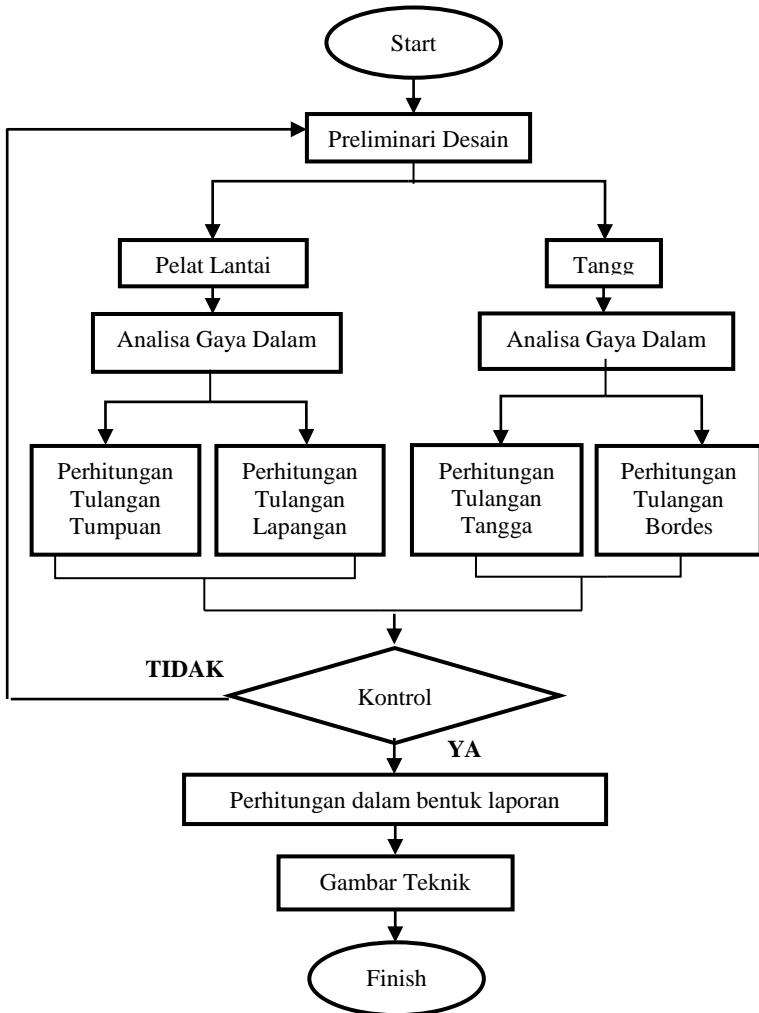 Start
Preliminari Desain
Pelat Lantai
Tangg
Analisa Gaya Dalam
Analisa Gaya Dalam
Perhitungan
Tulangan
Tumpuan
Perhitungan
Tulangan
Lapangan
Perhitungan
Tulangan
Tangga
Perhitungan
Tulangan
Bordes
TIDAK
Kontrol
YA
Perhitungan dalam bentuk laporan
Gambar Teknik
Finish